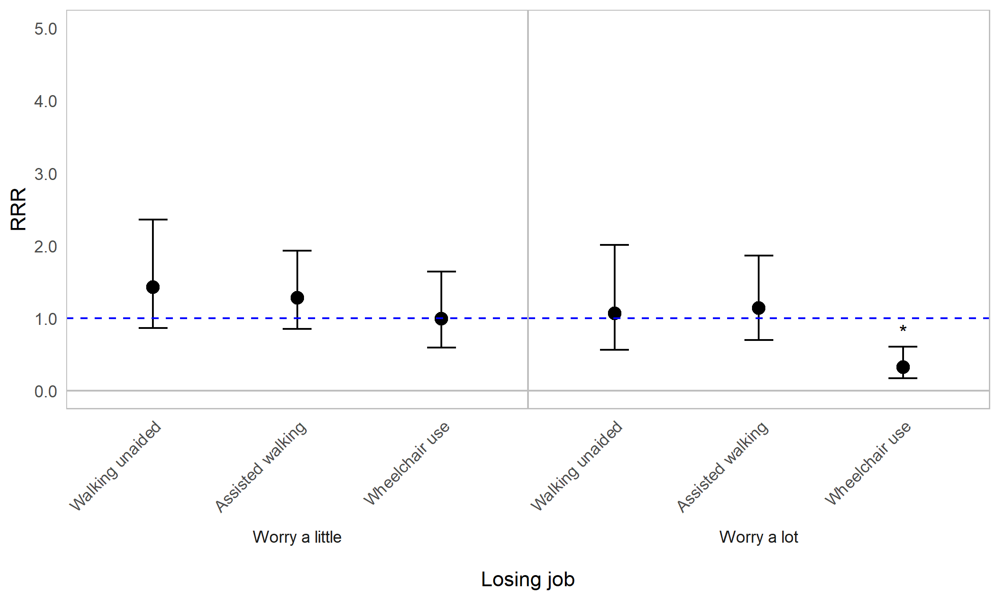 5.0
4.0
3.0
2.0
1.0
0.0
RRR
*
Walking unaided
Assisted walking
Wheelchair use
Walking unaided
Assisted walking
Wheelchair use
Worry a little
Worry a lot
Losing job